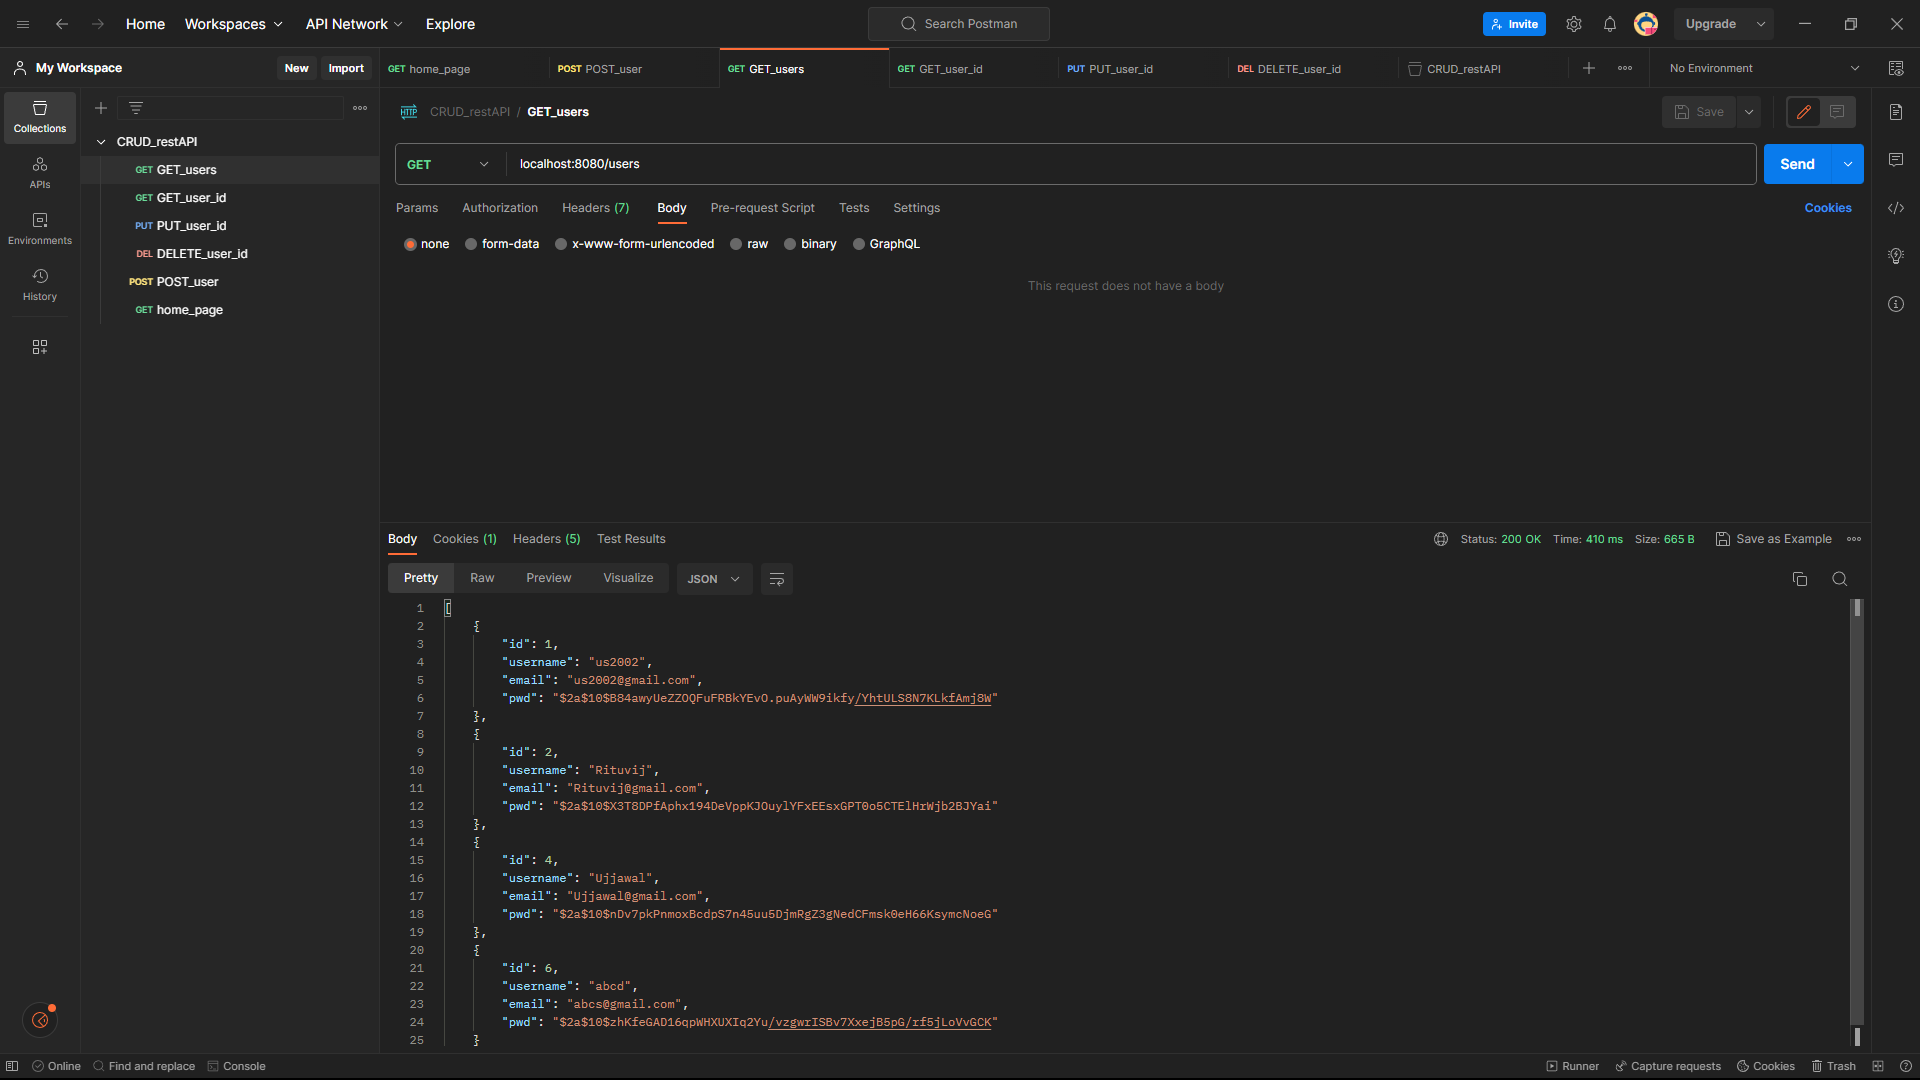 Home Workspaces API Network Explore Search Postman Invite Upgrade
My Workspace New Import GET home_page POST POST_user GET GET_users GET GET_user_id PUT PUT_user_id DEL DELETE_user_id CRUD_restAPI No Environment
Collections
APIs
Environments
History
CRUD_restAPI
GET GET_users
GET GET_user_id
PUT PUT_user_id
DEL DELETE_user_id
POST POST_user
GET home_page
HTTP CRUD_restAPI / GET_users Save
GET localhost:8080/users Send
Params Authorization Headers (7) Body Pre-request Script Tests Settings Cookies
none form-data x-www-form-urlencoded raw binary GraphQL
This request does not have a body
Body Cookies (1) Headers (5) Test Results Status: 200 OK Time: 410 ms Size: 665 B Save as Example
Pretty Raw Preview Visualize JSON
1 [
2 {
3 "id": 1,
4 "username": "us2002",
5 "email": "us2002@gmail.com",
6 "pwd": "$2a$10$B84awyUeZZOQFuFRBkYEvO.puAyWW9ikfy/YhtULS8N7KLkfAmj8W"
7 },
8 {
9 "id": 2,
10 "username": "Rituvij",
11 "email": "Rituvij@gmail.com",
12 "pwd": "$2a$10$X3T8DPfAphx194DeVppKJOuylYFxEEsxGPT0o5CTElHrWjb2BJYai"
13 },
14 {
15 "id": 4,
16 "username": "Ujjawal",
17 "email": "Ujjawal@gmail.com",
18 "pwd": "$2a$10$nDv7pkPnmoxBcdpS7n45uu5DjmRgZ3gNedCFmsk0eH66KsymcNoeG"
19 },
20 {
21 "id": 6,
22 "username": "abcd",
23 "email": "abcs@gmail.com",
24 "pwd": "$2a$10$zhKfeGAD16qpWHXUXIq2Yu/vzgwrISBv7XxejB5pG/rf5jLoVvGCK"
25 }
Online Find and replace Console Runner Capture requests Cookies Trash